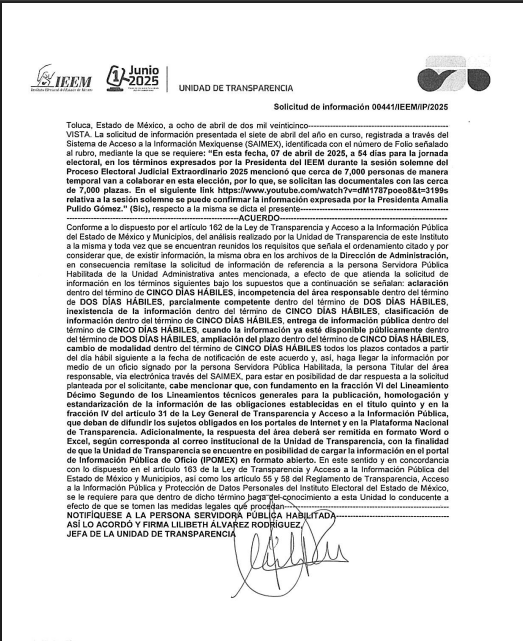 IEEM
Instituto Electoral del Estado de México
1 Junio
2025
UNIDAD DE TRANSPARENCIA
Solicitud de información 00441/IEEM/IP/2025
Toluca, Estado de México, a ocho de abril de dos mil veinticinco
VISTA. La solicitud de información presentada el siete de abril del año en curso, registrada a través del
Sistema de Acceso a la Información Mexiquense (SAIMEX), identificada con el número de Folio señalado
al rubro, mediante la que se requiere: “En esta fecha, 07 de abril de 2025, a 54 días para la jornada
electoral, en los términos expresados por la Presidenta del IEEM durante la sesión solemne del
Proceso Electoral Judicial Extraordinario 2025 mencionó que cerca de 7,000 personas de manera
temporal van a colaborar en esta elección, por lo que, se solicitan las documentales con las cerca
de 7,000 plazas. En el siguiente link https://www.youtube.com/watch?v=dM1787poeo8&t=3199s
relativa a la sesión solemne se puede confirmar la información expresada por la Presidenta Amalia
Pulido Gómez.” (Sic), respecto a la misma se dicta el presente
ACUERDO
Conforme a lo dispuesto por el artículo 162 de la Ley de Transparencia y Acceso a la Información Pública
del Estado de México y Municipios, del análisis realizado por la Unidad de Transparencia de este Instituto
a la misma y toda vez que se encuentran reunidos los requisitos que señala el ordenamiento citado y por
considerar que, de existir información, la misma obra en los archivos de la Dirección de Administración,
en consecuencia remítase la solicitud de información de referencia a la persona Servidora Pública
Habilitada de la Unidad Administrativa antes mencionada, a efecto de que atienda la solicitud de
información en los términos siguientes bajo los supuestos que a continuación se señalan: aclaración
dentro del término de CINCO DÍAS HÁBILES, incompetencia del área responsable dentro del término
de DOS DÍAS HÁBILES, parcialmente competente dentro del término de DOS DÍAS HÁBILES,
inexistencia de la información dentro del término de CINCO DÍAS HÁBILES, clasificación de
información dentro del término de CINCO DÍAS HÁBILES, entrega de información pública dentro del
término de CINCO DÍAS HÁBILES, cuando la información ya esté disponible públicamente dentro
del término de DOS DÍAS HÁBILES, ampliación del plazo dentro del término de CINCO DÍAS HÁBILES,
cambio de modalidad dentro del término de CINCO DÍAS HÁBILES todos los plazos contados a partir
del día hábil siguiente a la fecha de notificación de este acuerdo y, así, haga llegar la información por
medio de un oficio signado por la persona Servidora Pública Habilitada, la persona Titular del Área
responsable, vía electrónica través del SAIMEX, para estar en posibilidad de dar respuesta a la solicitud
planteada por el solicitante, cabe mencionar que, con fundamento en la fracción VI del Lineamiento
Décimo Segundo de los Lineamientos técnicos generales para la publicación, homologación y
estandarización de la información de las obligaciones establecidas en el título quinto y en la
fracción IV del artículo 31 de la Ley General de Transparencia y Acceso a la Información Pública,
que deban de difundir los sujetos obligados en los portales de Internet y en la Plataforma Nacional
de Transparencia. Adicionalmente, la respuesta del área deberá ser remitida en formato Word o
Excel, según corresponda al correo institucional de la Unidad de Transparencia, con la finalidad
de que la Unidad de Transparencia se encuentre en posibilidad de cargar la información en el portal
de Información Pública de Oficio (IPOMEX) en formato abierto. En este sentido y en concordancia
con lo dispuesto en el artículo 163 de la Ley de Transparencia y Acceso a la Información Pública del
Estado de México y Municipios, así como los artículo 55 y 58 del Reglamento de Transparencia, Acceso
a la Información Pública y Protección de Datos Personales del Instituto Electoral del Estado de México,
se le requiere para que dentro de dicho término haga del conocimiento a esta Unidad lo conducente a
efecto de que se tomen las medidas legales que procedan
NOTIFÍQUESE A LA PERSONA SERVIDORA PÚBLICA HABILITADA
ASÍ LO ACORDÓ Y FIRMA LILIBETH ÁLVAREZ RODRÍGUEZ,
JEFA DE LA UNIDAD DE TRANSPARENCIA